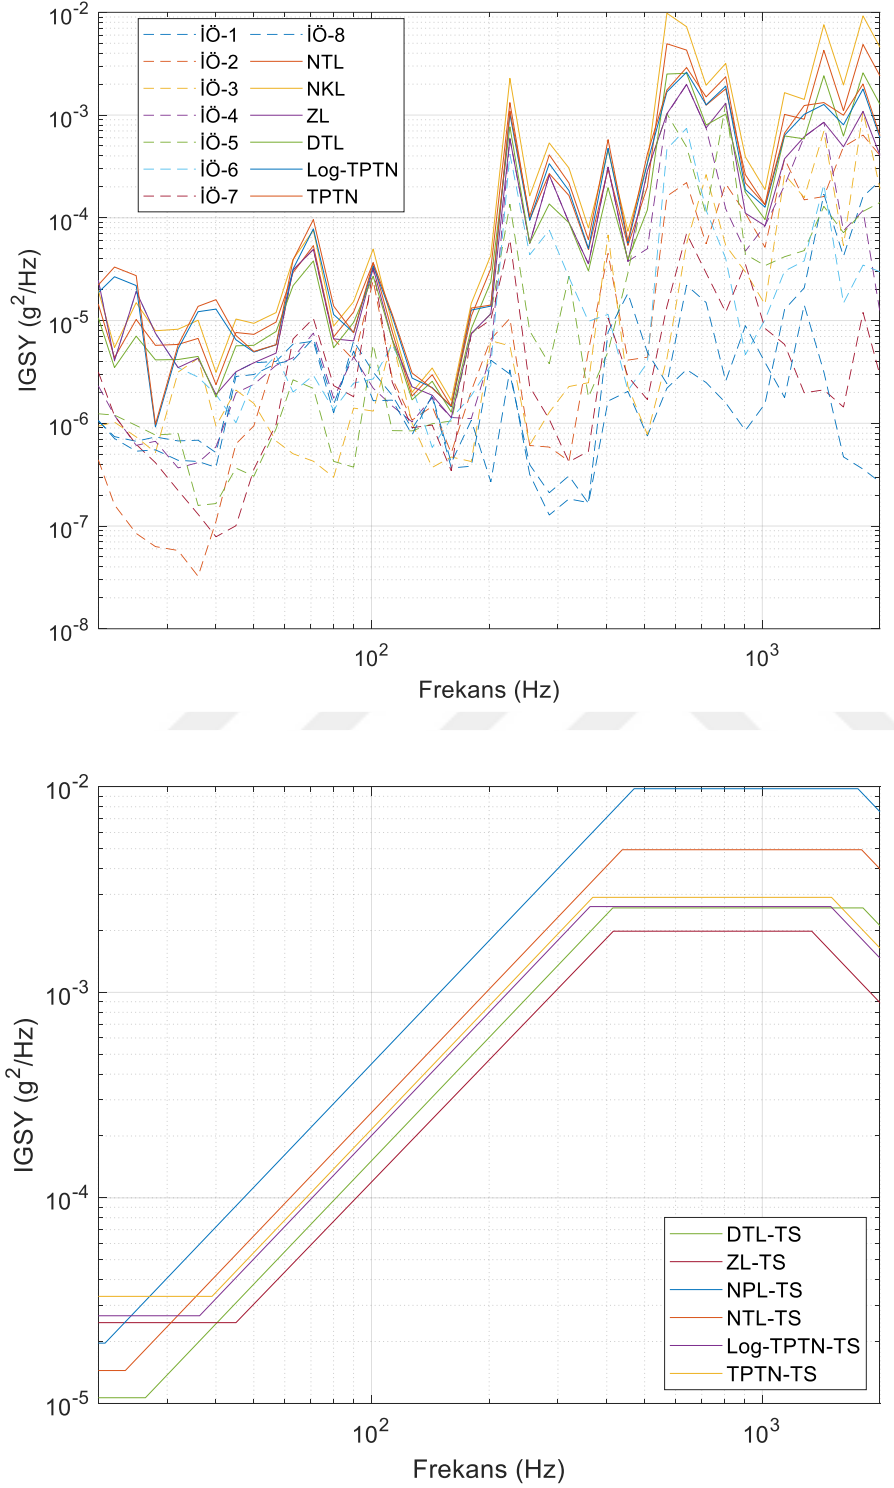 10-2
10-3
10-4
10-5
10-6
10-7
10-8
IGSY (g2/Hz)
İÖ-1
İÖ-2
İÖ-3
İÖ-4
İÖ-5
İÖ-6
İÖ-7
İÖ-8
NTL
NKL
ZL
DTL
Log-TPTN
TPTN
102
103
Frekans (Hz)
10-2
10-3
10-4
10-5
IGSY (g2/Hz)
DTL-TS
ZL-TS
NPL-TS
NTL-TS
Log-TPTN-TS
TPTN-TS
102
103
Frekans (Hz)